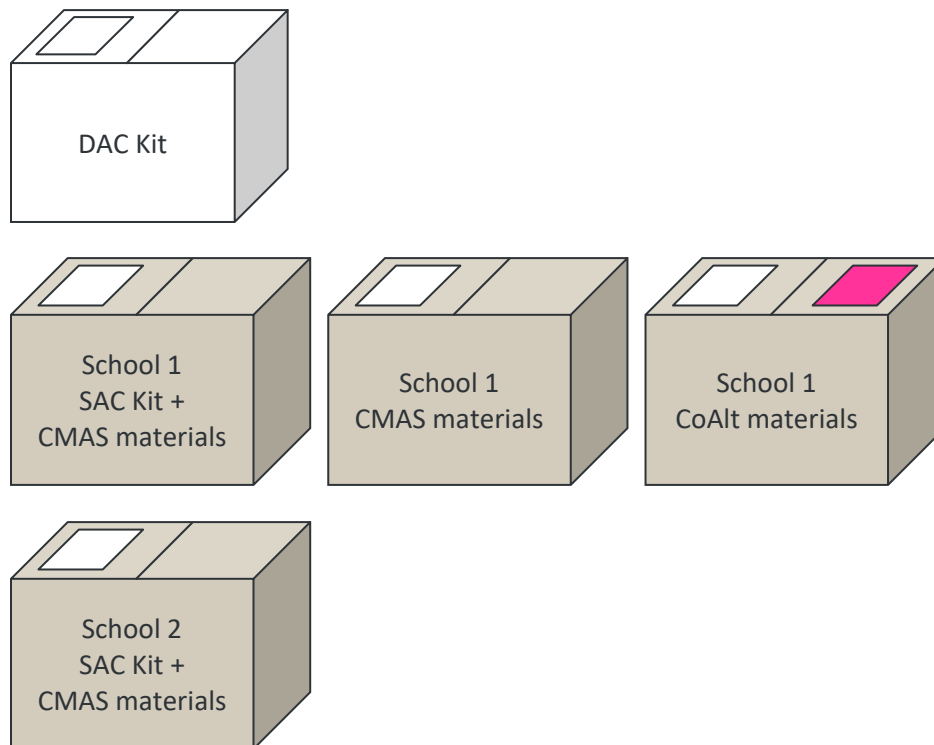 DAC Kit
School 1
SAC Kit +
CMAS materials
School 1
CMAS materials
School 1
CoAlt materials
School 2
SAC Kit +
CMAS materials